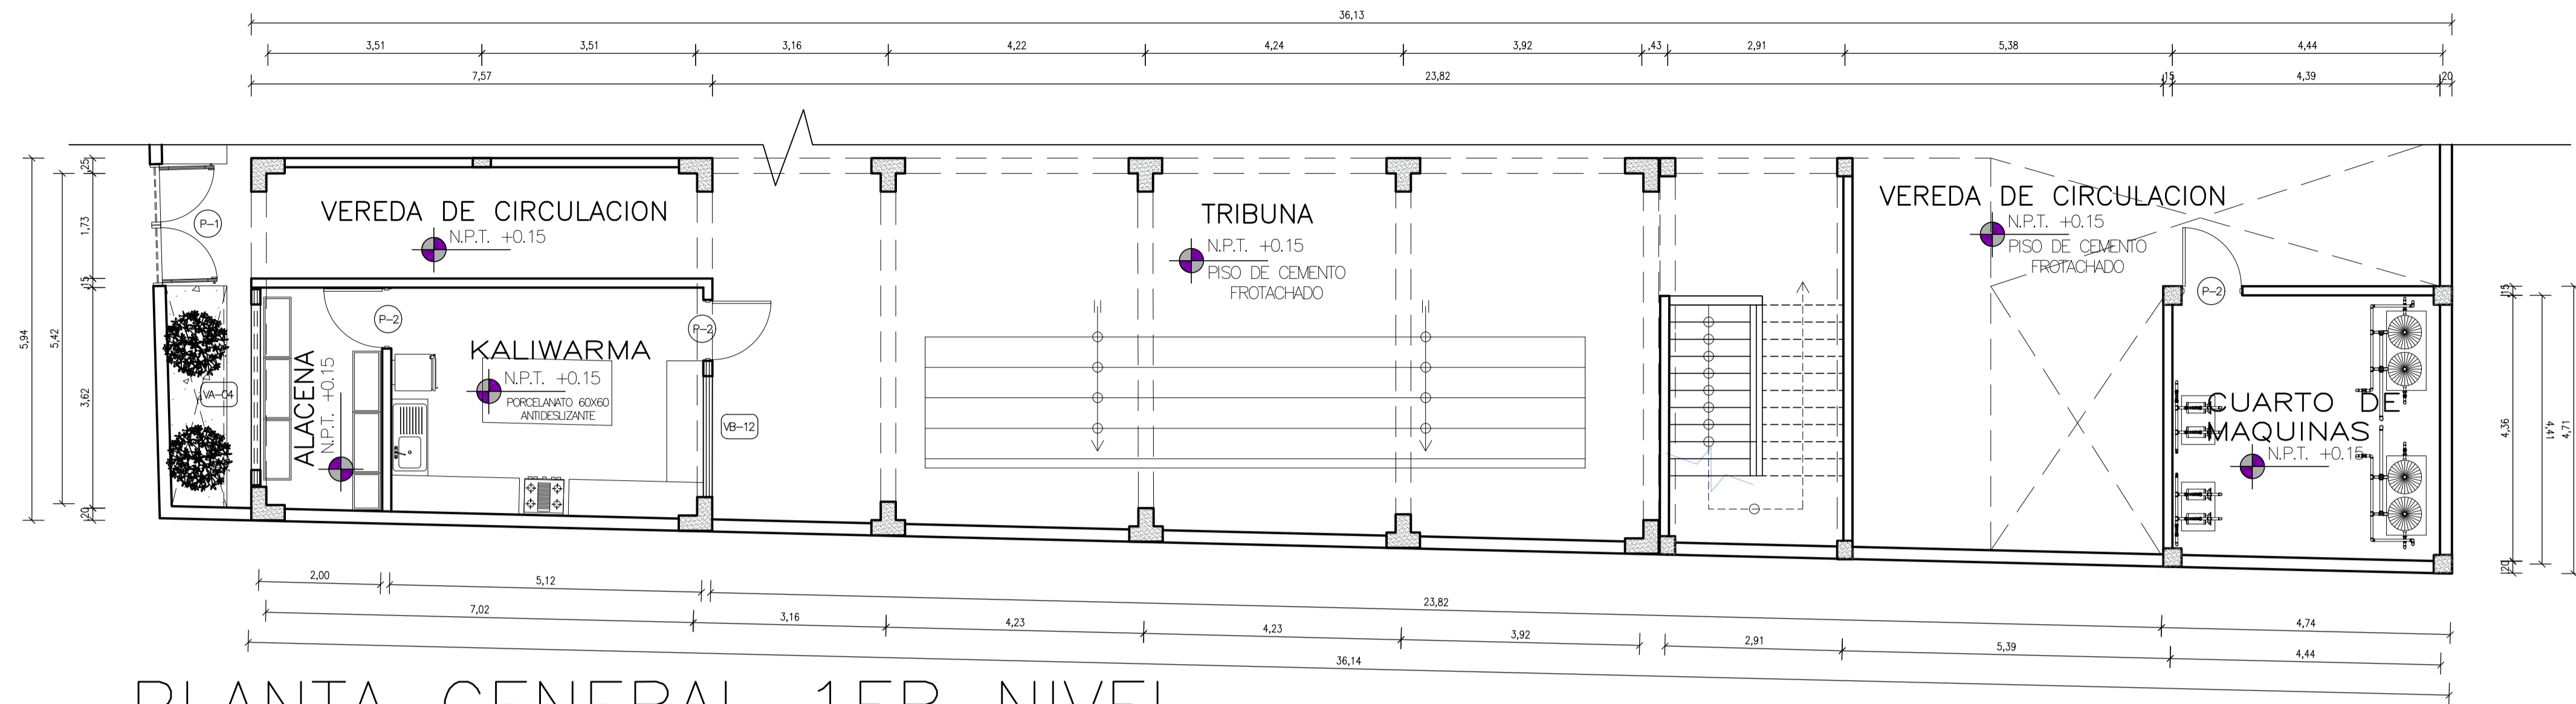 36,13
3,51
3,51
3,16
4,22
4,24
3,92
,43
2,91
5,38
4,44
7,57
23,82
,15
4,39
,20
5,94
5,42
,25
1,73
,15
3,62
,20
P-1
VEREDA DE CIRCULACION
N.P.T. +0.15
TRIBUNA
N.P.T. +0.15
PISO DE CEMENTO
FROTACHADO
VEREDA DE CIRCULACION
N.P.T. +0.15
PISO DE CEMENTO
FROTACHADO
P-2
P-2
P-2
VA-04
ALACENA
N.P.T. +0.15
KALIWARMA
N.P.T. +0.15
PORCELANATO 60X60
ANTIDESLIZANTE
VB-12
CUARTO DE
MAQUINAS
N.P.T. +0.15
,15
4,36
,20
4,41
4,71
2,00
5,12
23,82
7,02
3,16
4,23
4,23
3,92
2,91
5,39
4,74
4,44
36,14
PLANTA GENERAL 1ER NIVEL